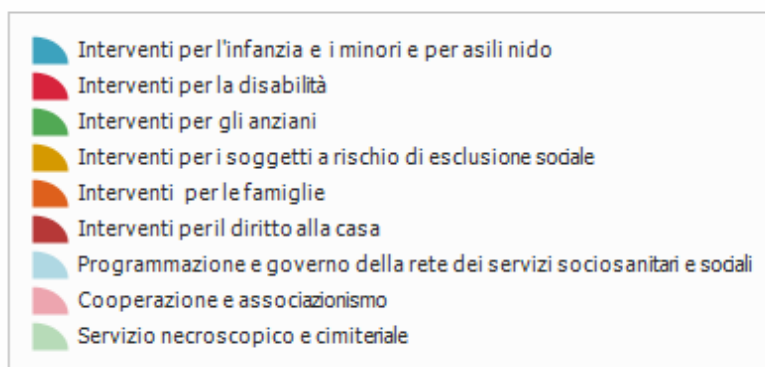 Interventi per l'infanzia e i minori e per asili nido
Interventi per la disabilità
Interventi per gli anziani
Interventi per i soggetti a rischio di esclusione sociale
Interventi per le famiglie
Interventi per il diritto alla casa
Programmazione e governo della rete dei servizi sociosanitari e sociali
Cooperazione e associazionismo
Servizio necroscopico e cimiteriale